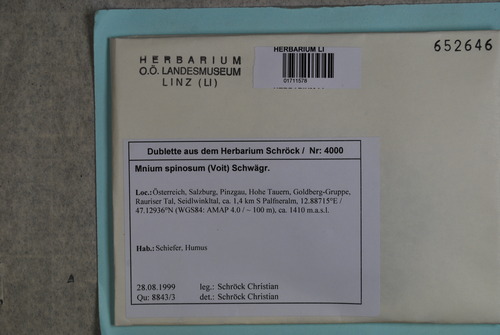 HERBARIUM
O.Ö. LANDESMUSEUM
LINZ (LI)
HERBARIUM LI
01711578
652646
Dublette aus dem Herbarium Schröck / Nr: 4000
Mnium spinosum (Voit) Schwägr.
Loc.:Österreich, Salzburg, Pinzgau, Hohe Tauern, Goldberg-Gruppe,
Rauriser Tal, Seidlwinkltal, ca. 1,4 km S Palfneralm, 12.88715°E /
47.12936°N (WGS84: AMAP 4.0 / ~ 100 m), ca. 1410 m.a.s.l.
Hab.: Schiefer, Humus
28.08.1999 leg.: Schröck Christian
Qu: 8843/3 det.: Schröck Christian